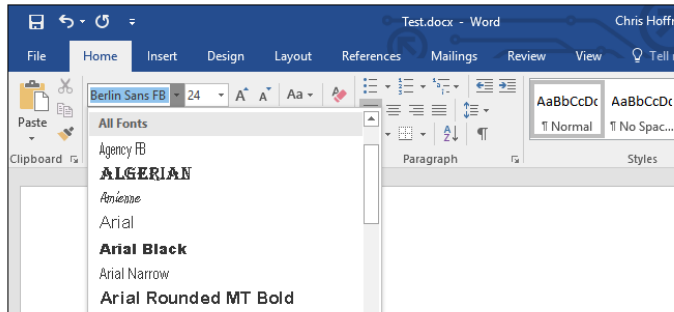 Test.docx - Word Chris Hoffm
File Home Insert Design Layout References Mailings Review View Tell
Berlin Sans FB 24 Aa
Paste
Clipboard
All Fonts
Agency FB
ALGERIAN
Amienne
Arial
Arial Black
Arial Narrow
Arial Rounded MT Bold
Paragraph
AaBbCcDc AaBbCcDc
¶ Normal ¶ No Spac...
Styles